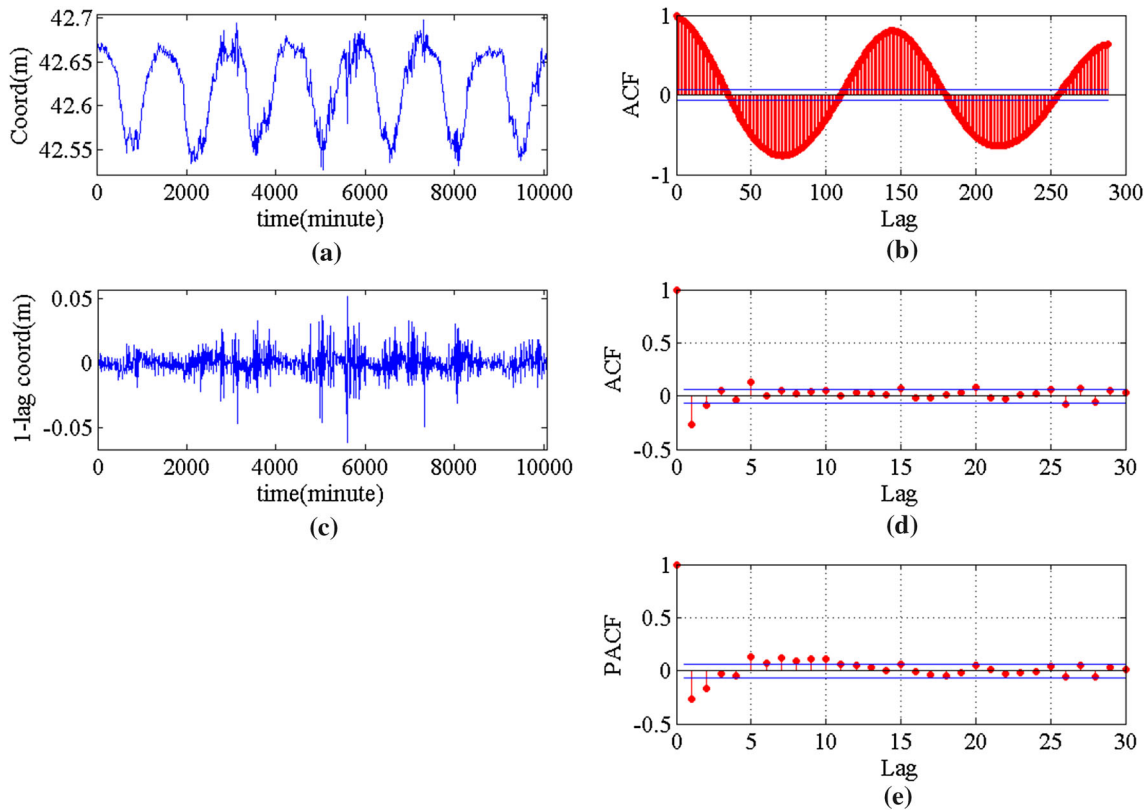 42.7
42.65
42.6
42.55
Coord(m)
0 2000 4000 6000 8000 10000
time(minute)
(a)
1
0
-1
ACF
0 50 100 150 200 250 300
Lag
(b)
0.05
0
-0.05
1-lag coord(m)
0 2000 4000 6000 8000 10000
time(minute)
(c)
1
0.5
0
-0.5
ACF
0 5 10 15 20 25 30
Lag
(d)
1
0.5
0
-0.5
PACF
0 5 10 15 20 25 30
Lag
(e)